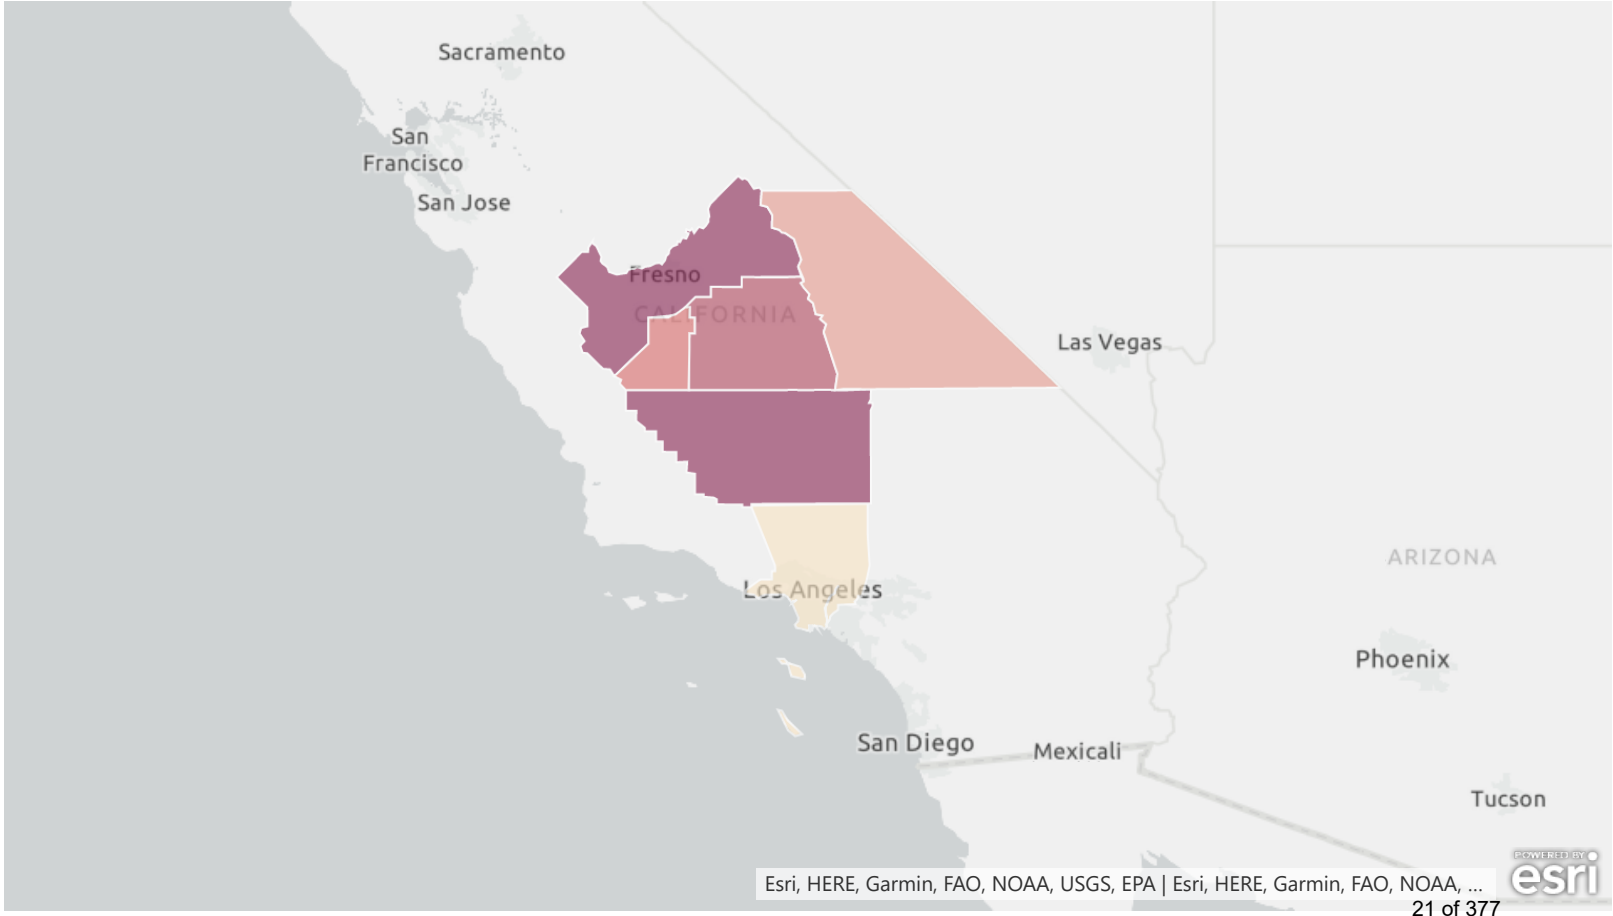 Sacramento
San
Francisco
San Jose
Fresno
CALIFORNIA
Las Vegas
ARIZONA
Los Angeles
Phoenix
San Diego
Mexicali
Tucson
POWERED BY
esri
Esri, HERE, Garmin, FAO, NOAA, USGS, EPA | Esri, HERE, Garmin, FAO, NOAA, ...
21 of 377